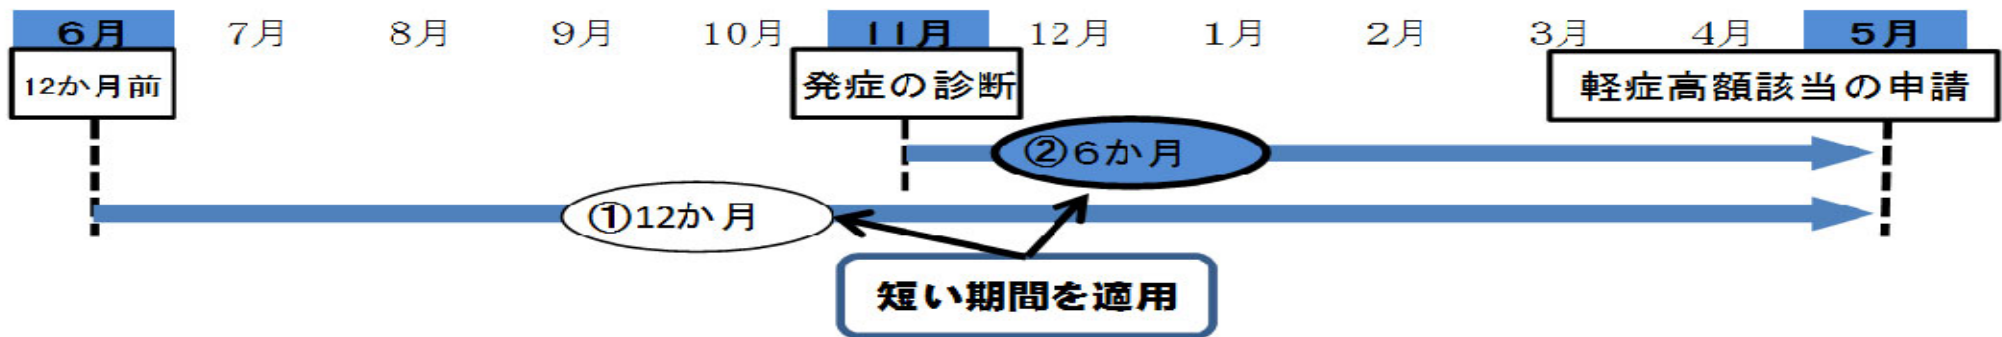 6月 7月 8月 9月 10月 11月 12月 1月 2月 3月 4月 5月
12か月前 発症の診断 軽症高額該当の申請
②6か月
①12か月
短い期間を適用